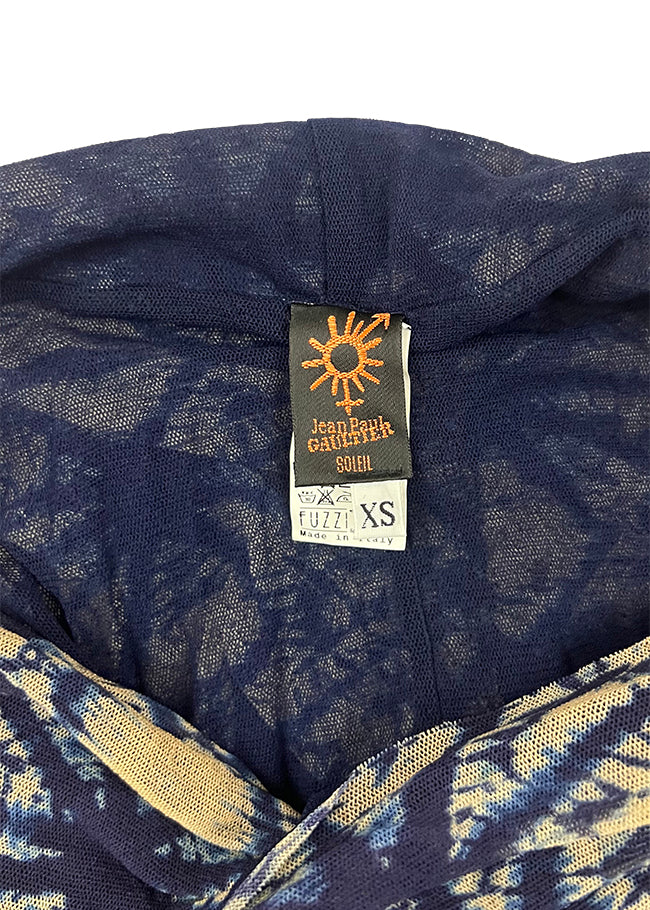 Jean Paul
GAULTIER
SOLEIL
FUZZI
XS
Made in Italy